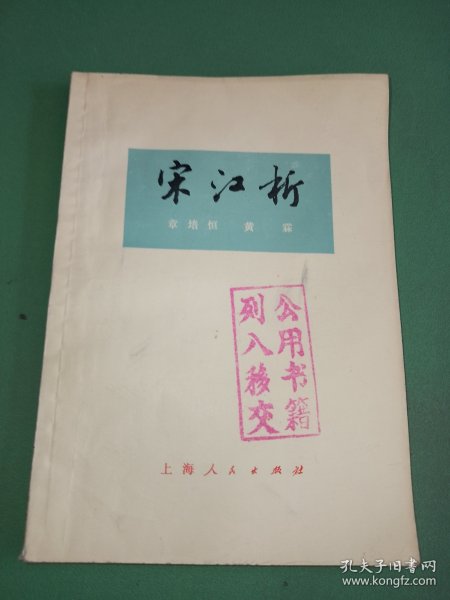 宋江析
章培恒 黄霖
公用书籍
列入移交
上海人民出版社
孔夫子旧书网
www.kongfz.com